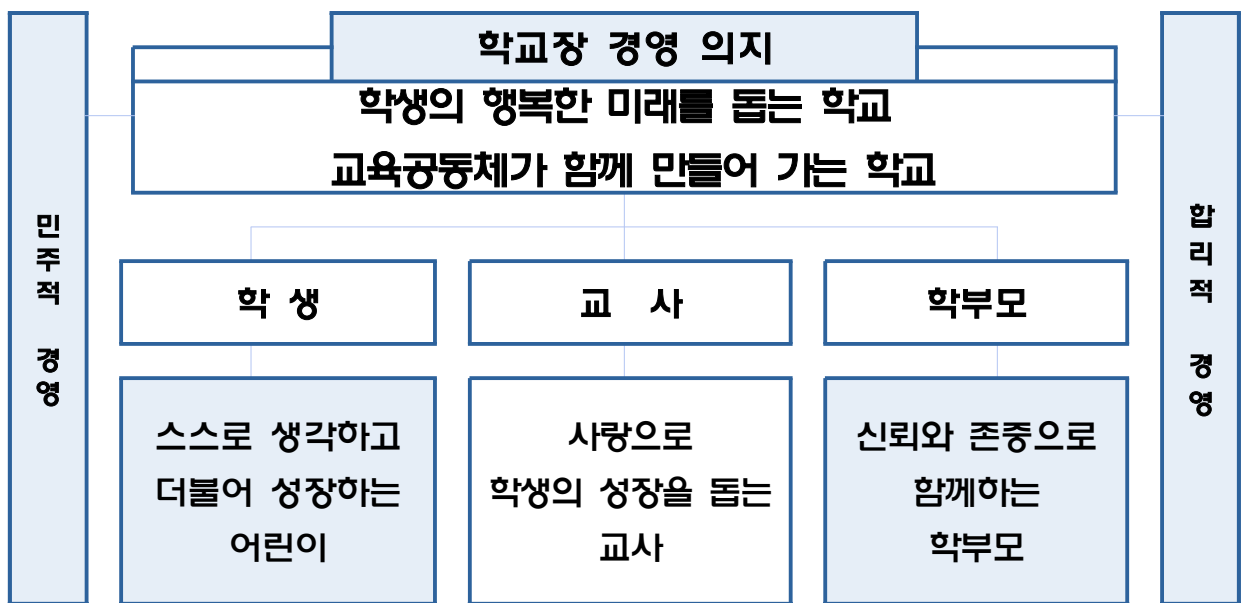 학교장 경영 의지
학생의 행복한 미래를 돕는 학교
교육공동체가 함께 만들어 가는 학교
민주적 경영
합리적 경영
학 생
교 사
학부모
스스로 생각하고
더불어 성장하는
어린이
사랑으로
학생의 성장을 돕는
교사
신뢰와 존중으로
함께하는
학부모